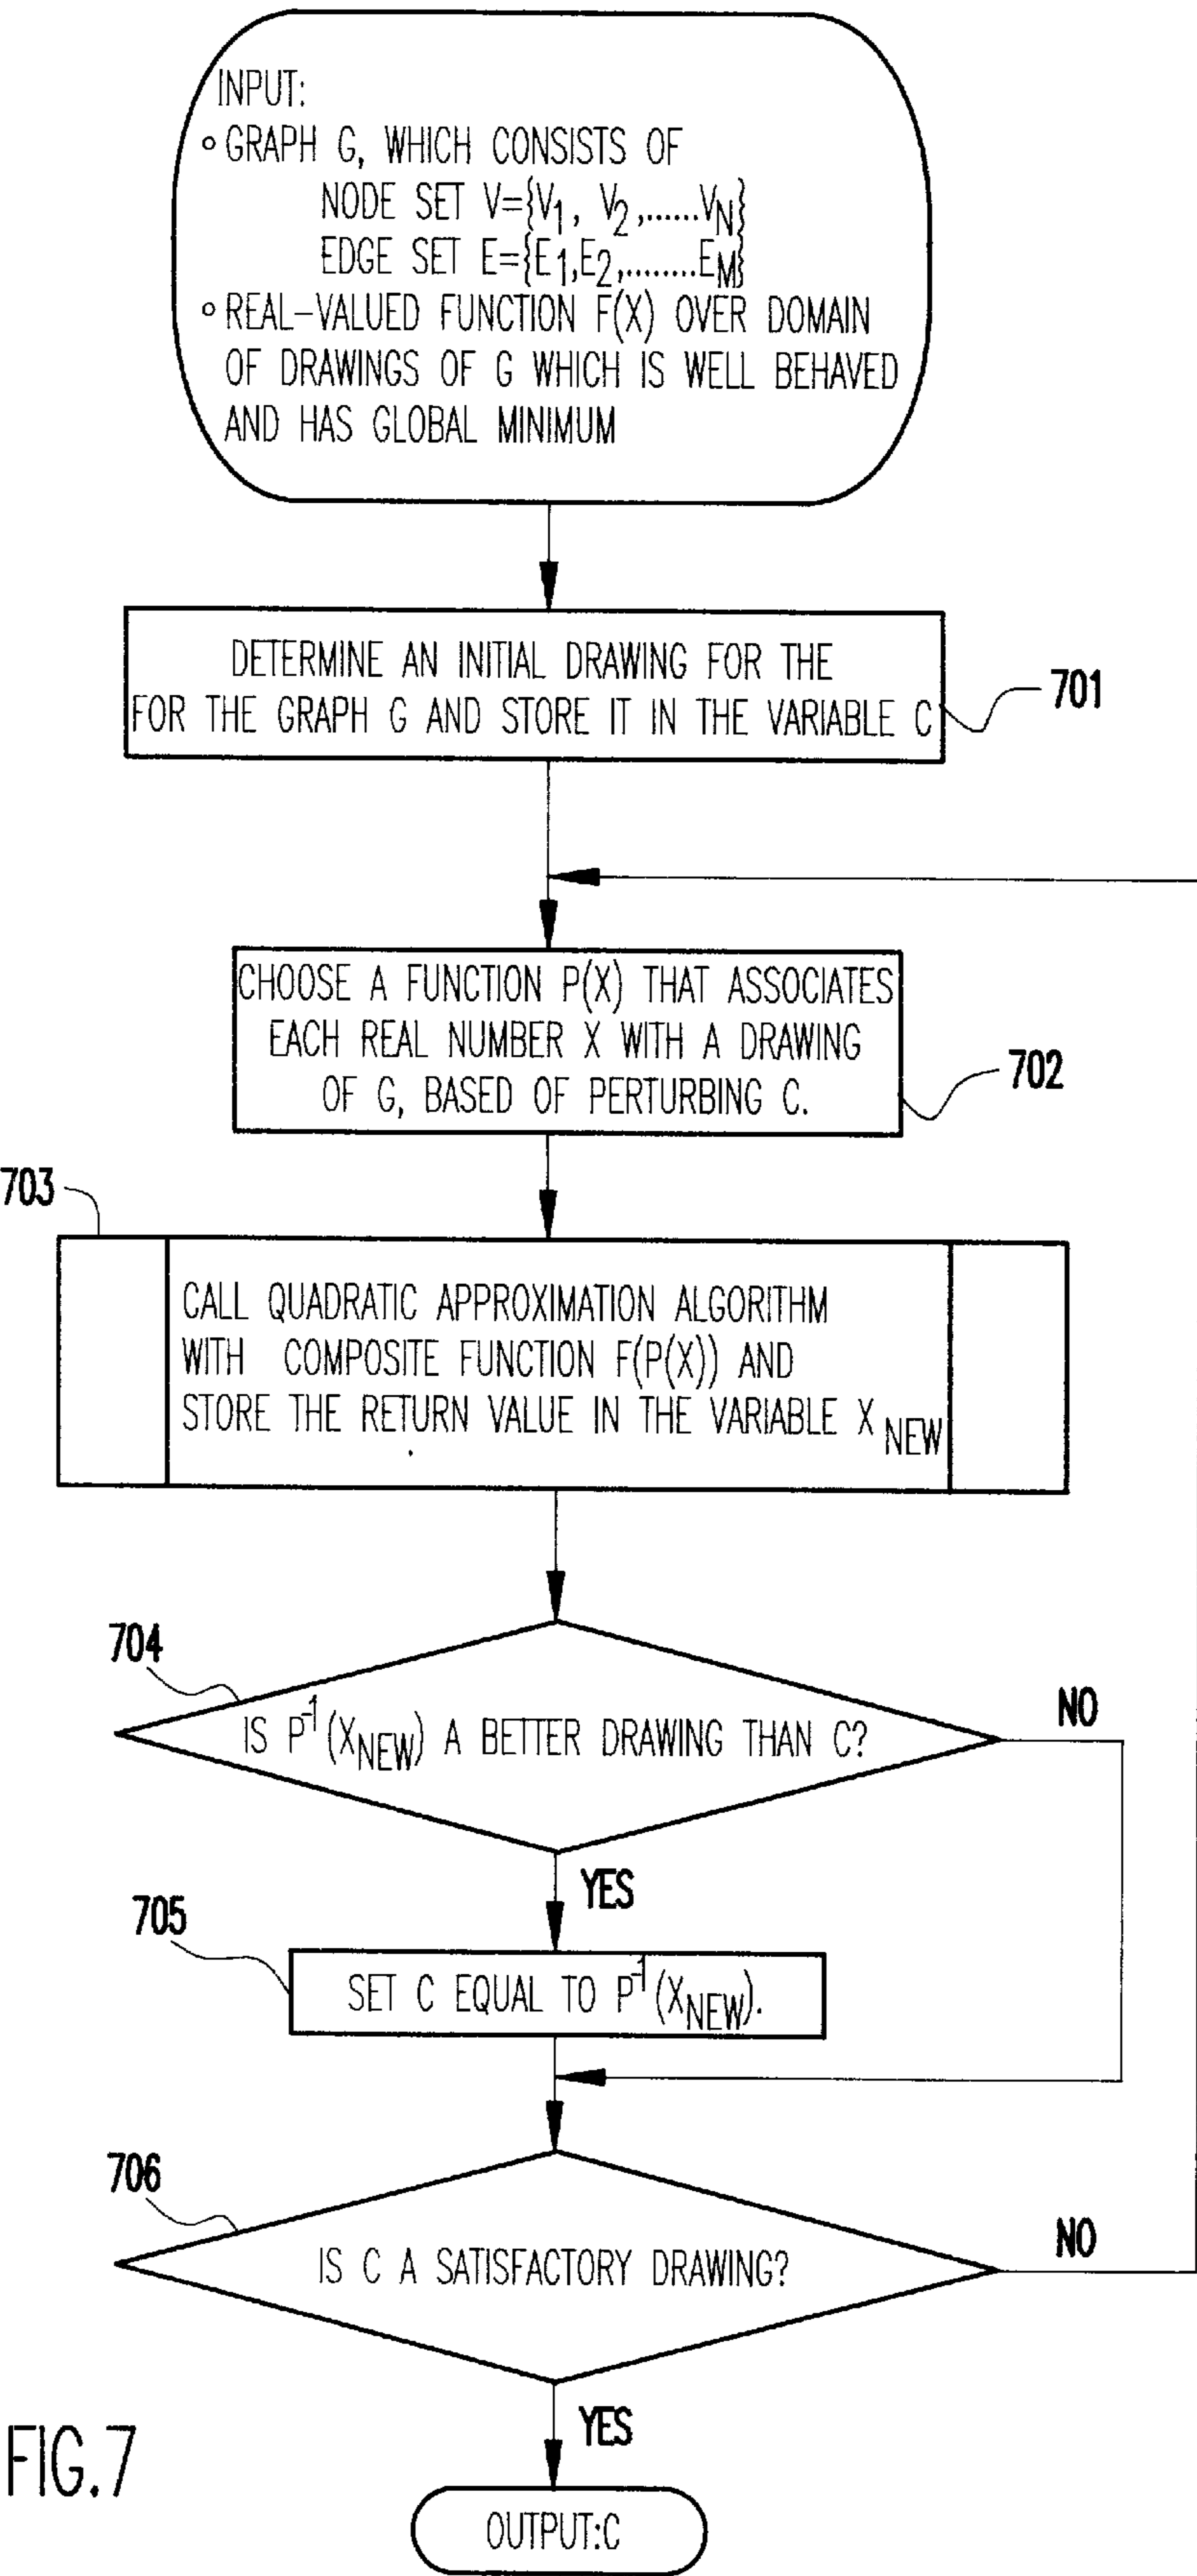 INPUT:
∘ GRAPH G, WHICH CONSISTS OF
NODE SET V={V1, V2,......VN}
EDGE SET E={E1,E2,........EM}
∘ REAL-VALUED FUNCTION F(X) OVER DOMAIN
OF DRAWINGS OF G WHICH IS WELL BEHAVED
AND HAS GLOBAL MINIMUM
DETERMINE AN INITIAL DRAWING FOR THE
FOR THE GRAPH G AND STORE IT IN THE VARIABLE C
701
CHOOSE A FUNCTION P(X) THAT ASSOCIATES
EACH REAL NUMBER X WITH A DRAWING
OF G, BASED OF PERTURBING C.
702
703
CALL QUADRATIC APPROXIMATION ALGORITHM
WITH COMPOSITE FUNCTION F(P(X)) AND
STORE THE RETURN VALUE IN THE VARIABLE X NEW
704
IS P⁻¹(XNEW) A BETTER DRAWING THAN C?
NO
YES
705
SET C EQUAL TO P⁻¹(XNEW).
706
IS C A SATISFACTORY DRAWING?
NO
YES
OUTPUT:C
FIG.7